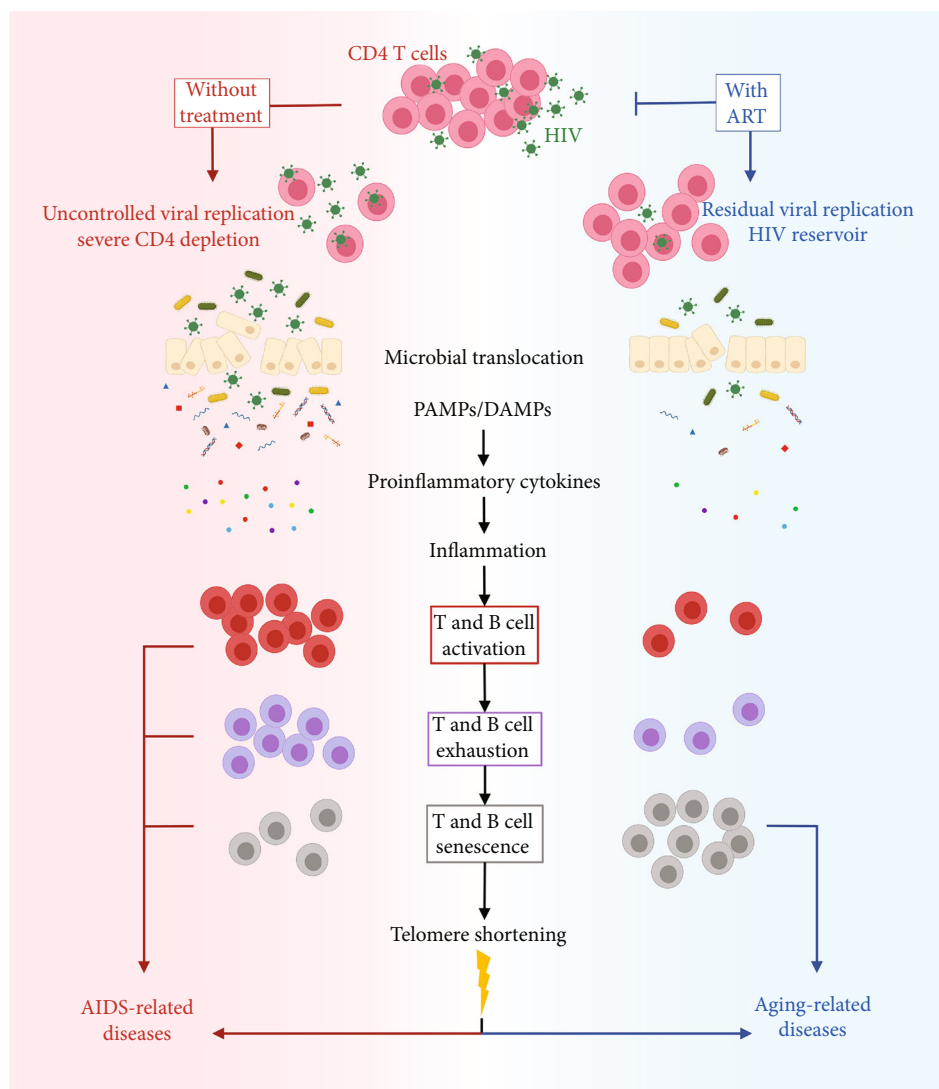 CD4 T cells
Without
treatment
With
ART
HIV
Uncontrolled viral replication
severe CD4 depletion
Residual viral replication
HIV reservoir
Microbial translocation
PAMPs/DAMPs
Proinflammatory cytokines
Inflammation
T and B cell
activation
T and B cell
exhaustion
T and B cell
senescence
Telomere shortening
AIDS-related
diseases
Aging-related
diseases